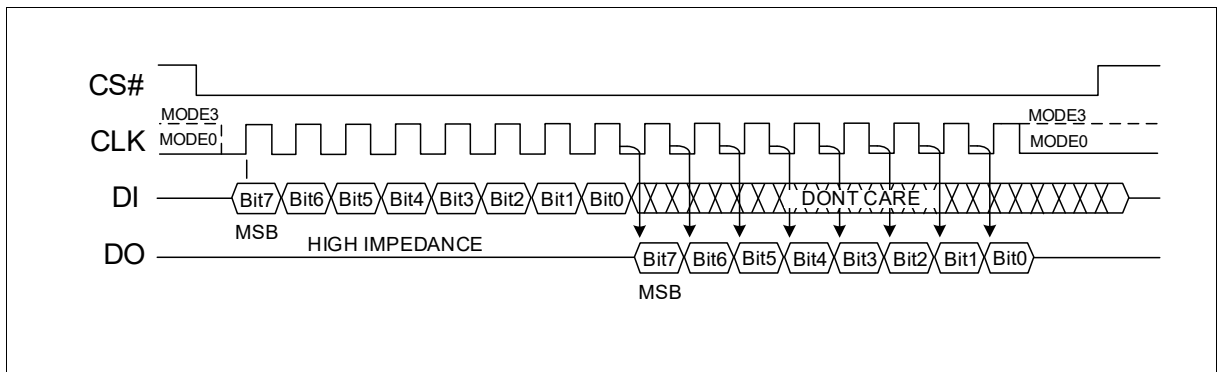 CS#
MODE3 MODE3
CLK MODE0 MODE0
DI Bit7 Bit6 Bit5 Bit4 Bit3 Bit2 Bit1 Bit0 DONT CARE
MSB
DO HIGH IMPEDANCE Bit7 Bit6 Bit5 Bit4 Bit3 Bit2 Bit1 Bit0
MSB